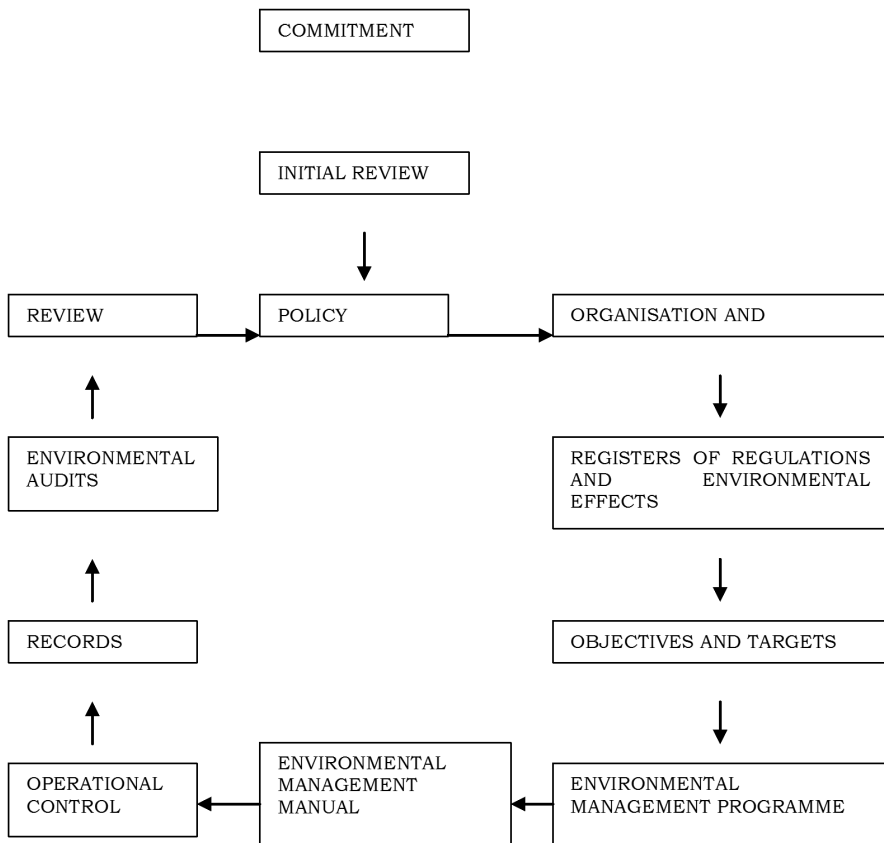 COMMITMENT
INITIAL REVIEW
REVIEW
POLICY
ORGANISATION AND
ENVIRONMENTAL
AUDITS
REGISTERS OF REGULATIONS
AND ENVIRONMENTAL
EFFECTS
RECORDS
OBJECTIVES AND TARGETS
OPERATIONAL
CONTROL
ENVIRONMENTAL
MANAGEMENT
MANUAL
ENVIRONMENTAL
MANAGEMENT PROGRAMME